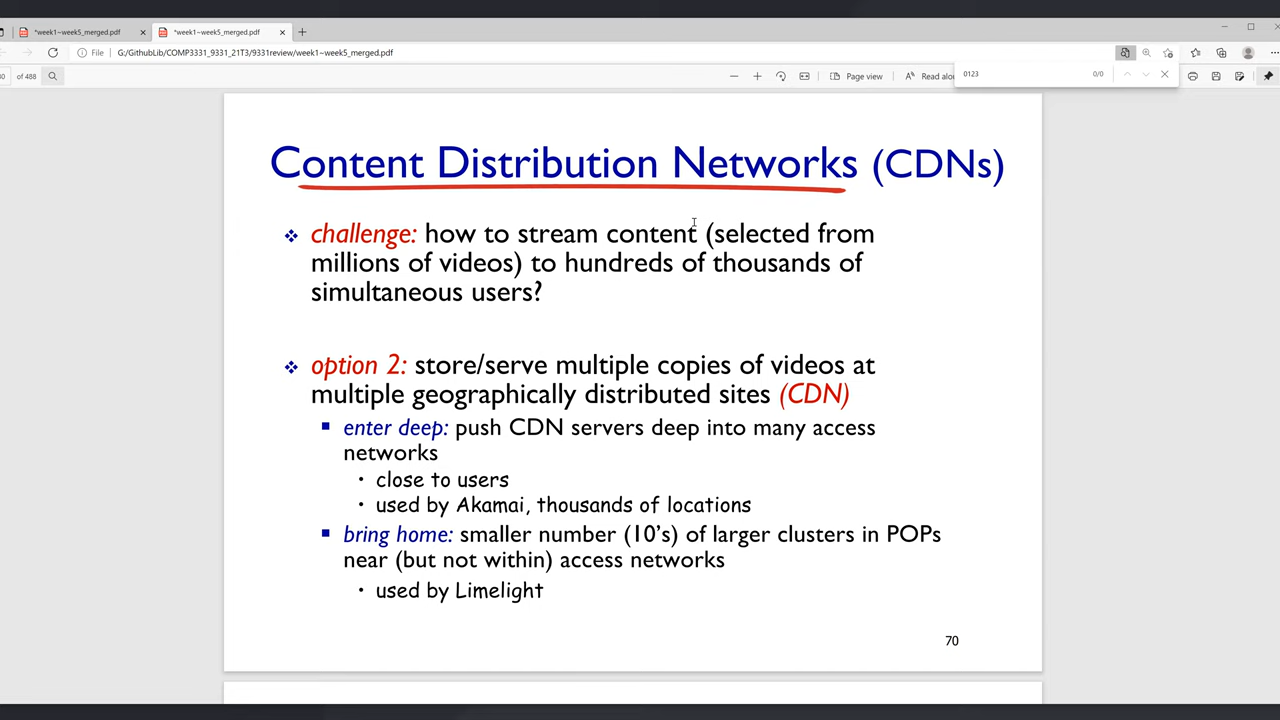 *week1~week5_merged.pdf
*week1~week5_merged.pdf
File
G:/GithubLib/COMP3331_9331_21T3/9331review/week1~week5_merged.pdf
of 488
Page view
Read alou
0123
0/0
Content Distribution Networks (CDNs)
❖ challenge: how to stream content (selected from
millions of videos) to hundreds of thousands of
simultaneous users?
❖ option 2: store/serve multiple copies of videos at
multiple geographically distributed sites (CDN)
▪ enter deep: push CDN servers deep into many access
networks
• close to users
• used by Akamai, thousands of locations
▪ bring home: smaller number (10's) of larger clusters in POPs
near (but not within) access networks
• used by Limelight
70